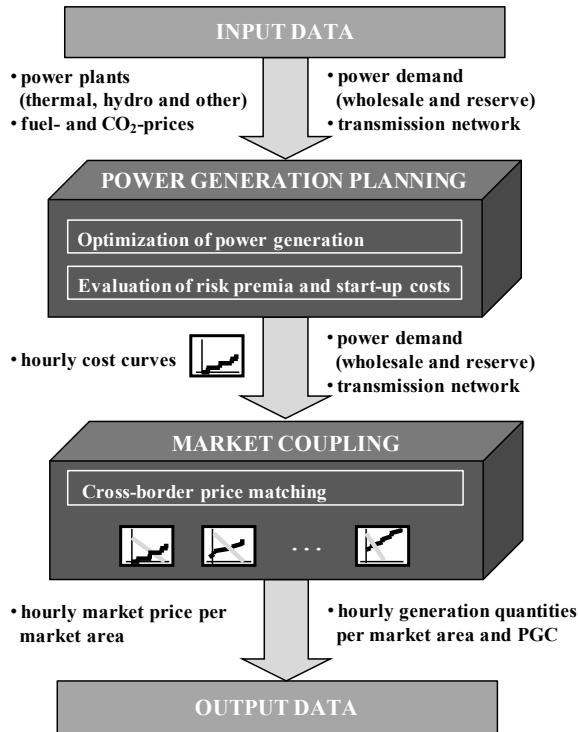 INPUT DATA
• power plants
(thermal, hydro and other)
• fuel- and CO₂-prices
• power demand
(wholesale and reserve)
• transmission network
POWER GENERATION PLANNING
Optimization of power generation
Evaluation of risk premia and start-up costs
• hourly cost curves
• power demand
(wholesale and reserve)
• transmission network
MARKET COUPLING
Cross-border price matching
. . .
• hourly market price per
market area
• hourly generation quantities
per market area and PGC
OUTPUT DATA